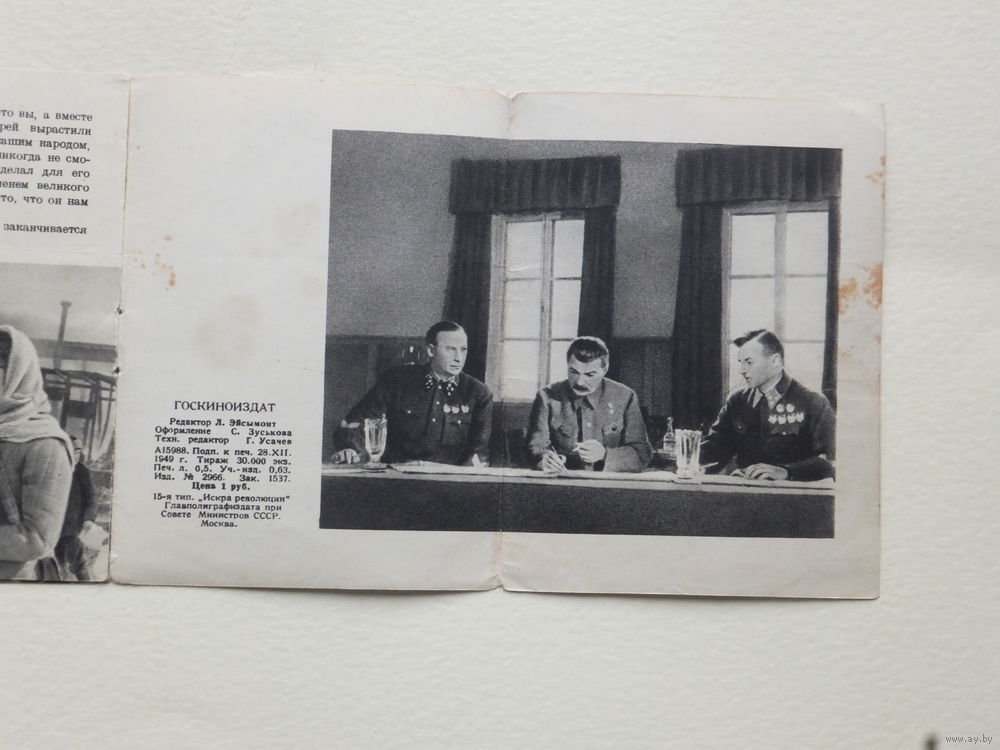 то вы, а вместе
рей вырастили
ашим народом,
никогда не смо-
делал для его
менем великого
то, что он нам
заканчивается
ГОСКИНОИЗДАТ
Редактор Л. Эйсымонт
Оформление С. Зуськова
Техн. редактор Г. Усачев
А15988. Подп. к печ. 28.XII.
1949 г. Тираж 30.000 экз.
Печ. л. 0,5. Уч.-изд. 0,63.
Изд. № 2966. Зак. 1537.
Цена 1 руб.
15-я тип. „Искра революции“
Главполиграфиздата при
Совете Министров СССР.
Москва.
www.ay.by